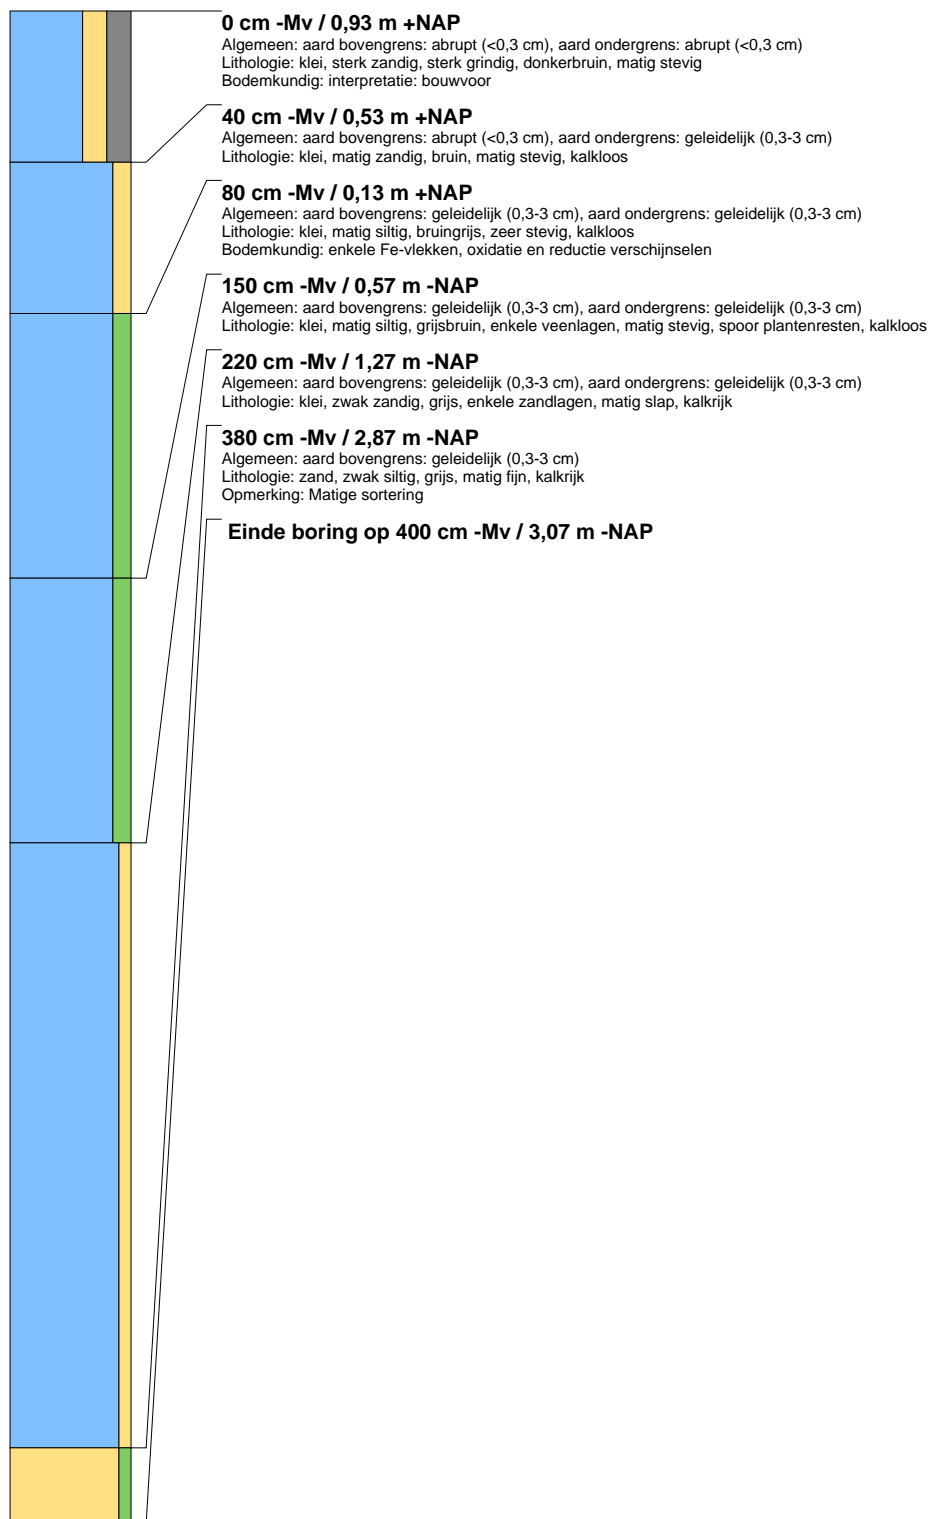 0 cm -Mv / 0,93 m +NAP
Algemeen: aard bovengrens: abrupt (<0,3 cm), aard ondergrens: abrupt (<0,3 cm)
Lithologie: klei, sterk zandig, sterk grindig, donkerbruin, matig stevig
Bodemkundig: interpretatie: bouwvoor
40 cm -Mv / 0,53 m +NAP
Algemeen: aard bovengrens: abrupt (<0,3 cm), aard ondergrens: geleidelijk (0,3-3 cm)
Lithologie: klei, matig zandig, bruin, matig stevig, kalkloos
80 cm -Mv / 0,13 m +NAP
Algemeen: aard bovengrens: geleidelijk (0,3-3 cm), aard ondergrens: geleidelijk (0,3-3 cm)
Lithologie: klei, matig siltig, bruingrijs, zeer stevig, kalkloos
Bodemkundig: enkele Fe-vlekken, oxidatie en reductie verschijnselen
150 cm -Mv / 0,57 m -NAP
Algemeen: aard bovengrens: geleidelijk (0,3-3 cm), aard ondergrens: geleidelijk (0,3-3 cm)
Lithologie: klei, matig siltig, grijsbruin, enkele veenlagen, matig stevig, spoor plantenresten, kalkloos
220 cm -Mv / 1,27 m -NAP
Algemeen: aard bovengrens: geleidelijk (0,3-3 cm), aard ondergrens: geleidelijk (0,3-3 cm)
Lithologie: klei, zwak zandig, grijs, enkele zandlagen, matig slap, kalkrijk
380 cm -Mv / 2,87 m -NAP
Algemeen: aard bovengrens: geleidelijk (0,3-3 cm)
Lithologie: zand, zwak siltig, grijs, matig fijn, kalkrijk
Opmerking: Matige sortering
Einde boring op 400 cm -Mv / 3,07 m -NAP